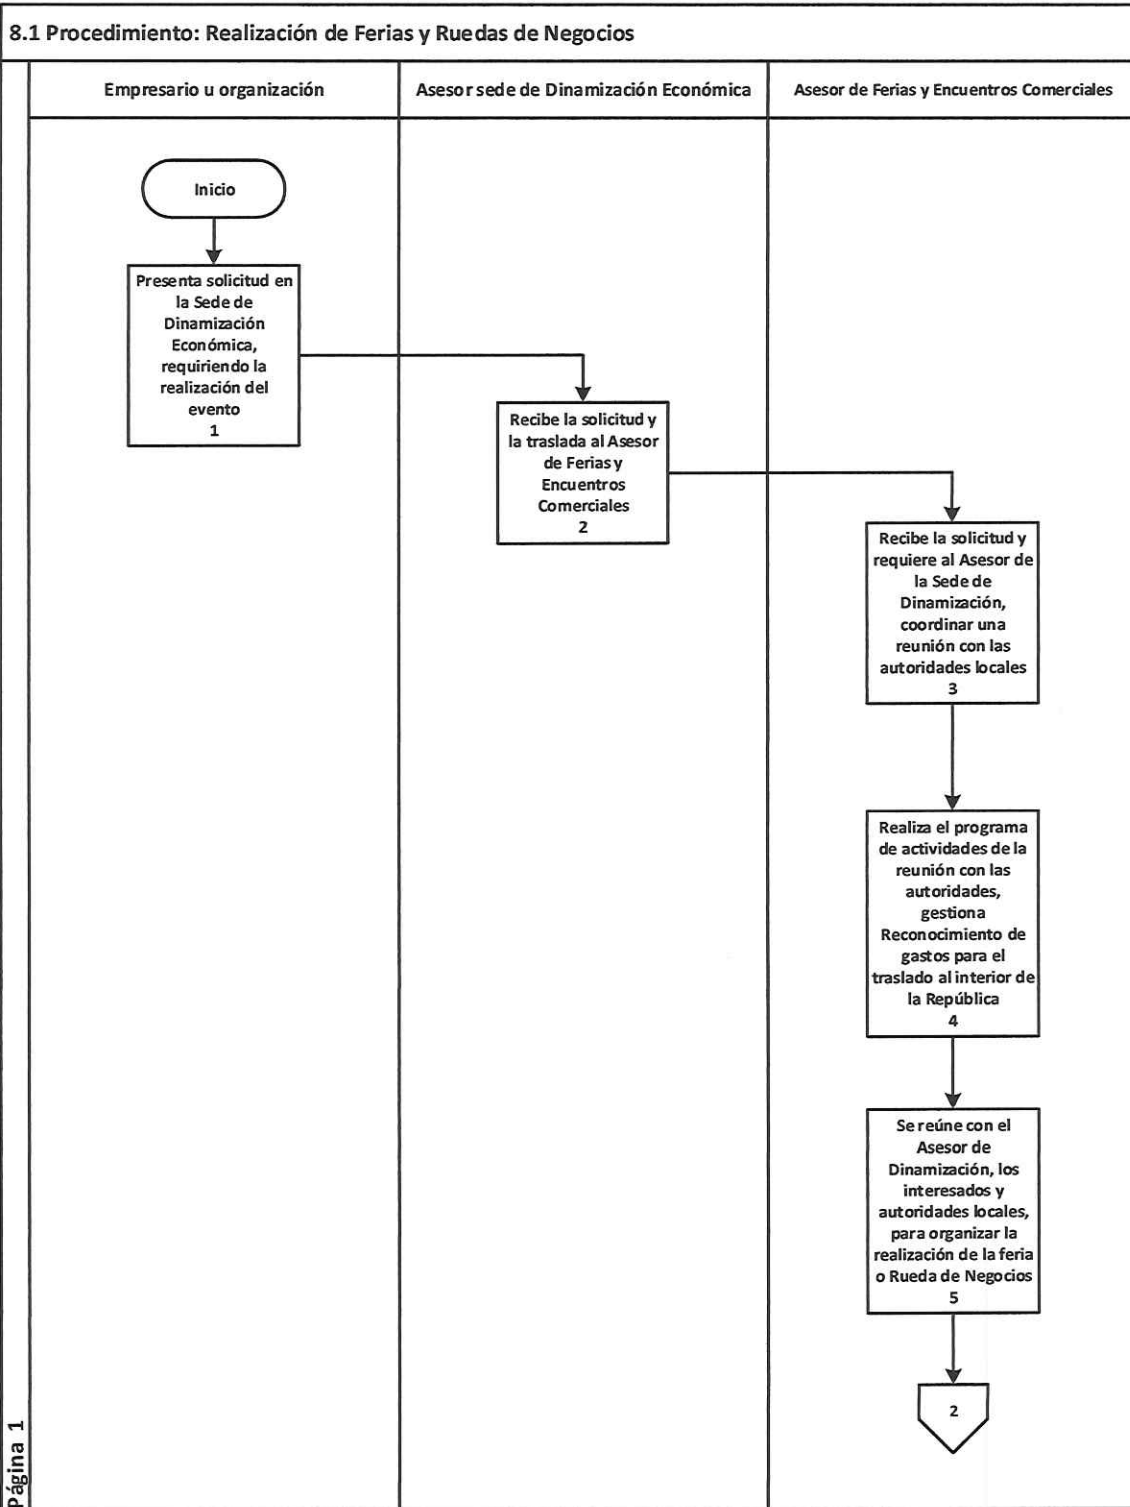 8.1 Procedimiento: Realización de Ferias y Ruedas de Negocios
Empresario u organización
Asesor sede de Dinamización Económica
Asesor de Ferias y Encuentros Comerciales
Inicio
Presenta solicitud en
la Sede de
Dinamización
Económica,
requiriendo la
realización del
evento
1
Recibe la solicitud y
la traslada al Asesor
de Ferias y
Encuentros
Comerciales
2
Recibe la solicitud y
requiere al Asesor de
la Sede de
Dinamización,
coordinar una
reunión con las
autoridades locales
3
Realiza el programa
de actividades de la
reunión con las
autoridades,
gestiona
Reconocimiento de
gastos para el
traslado al interior de
la República
4
Se reúne con el
Asesor de
Dinamización, los
interesados y
autoridades locales,
para organizar la
realización de la feria
o Rueda de Negocios
5
2
Página 1